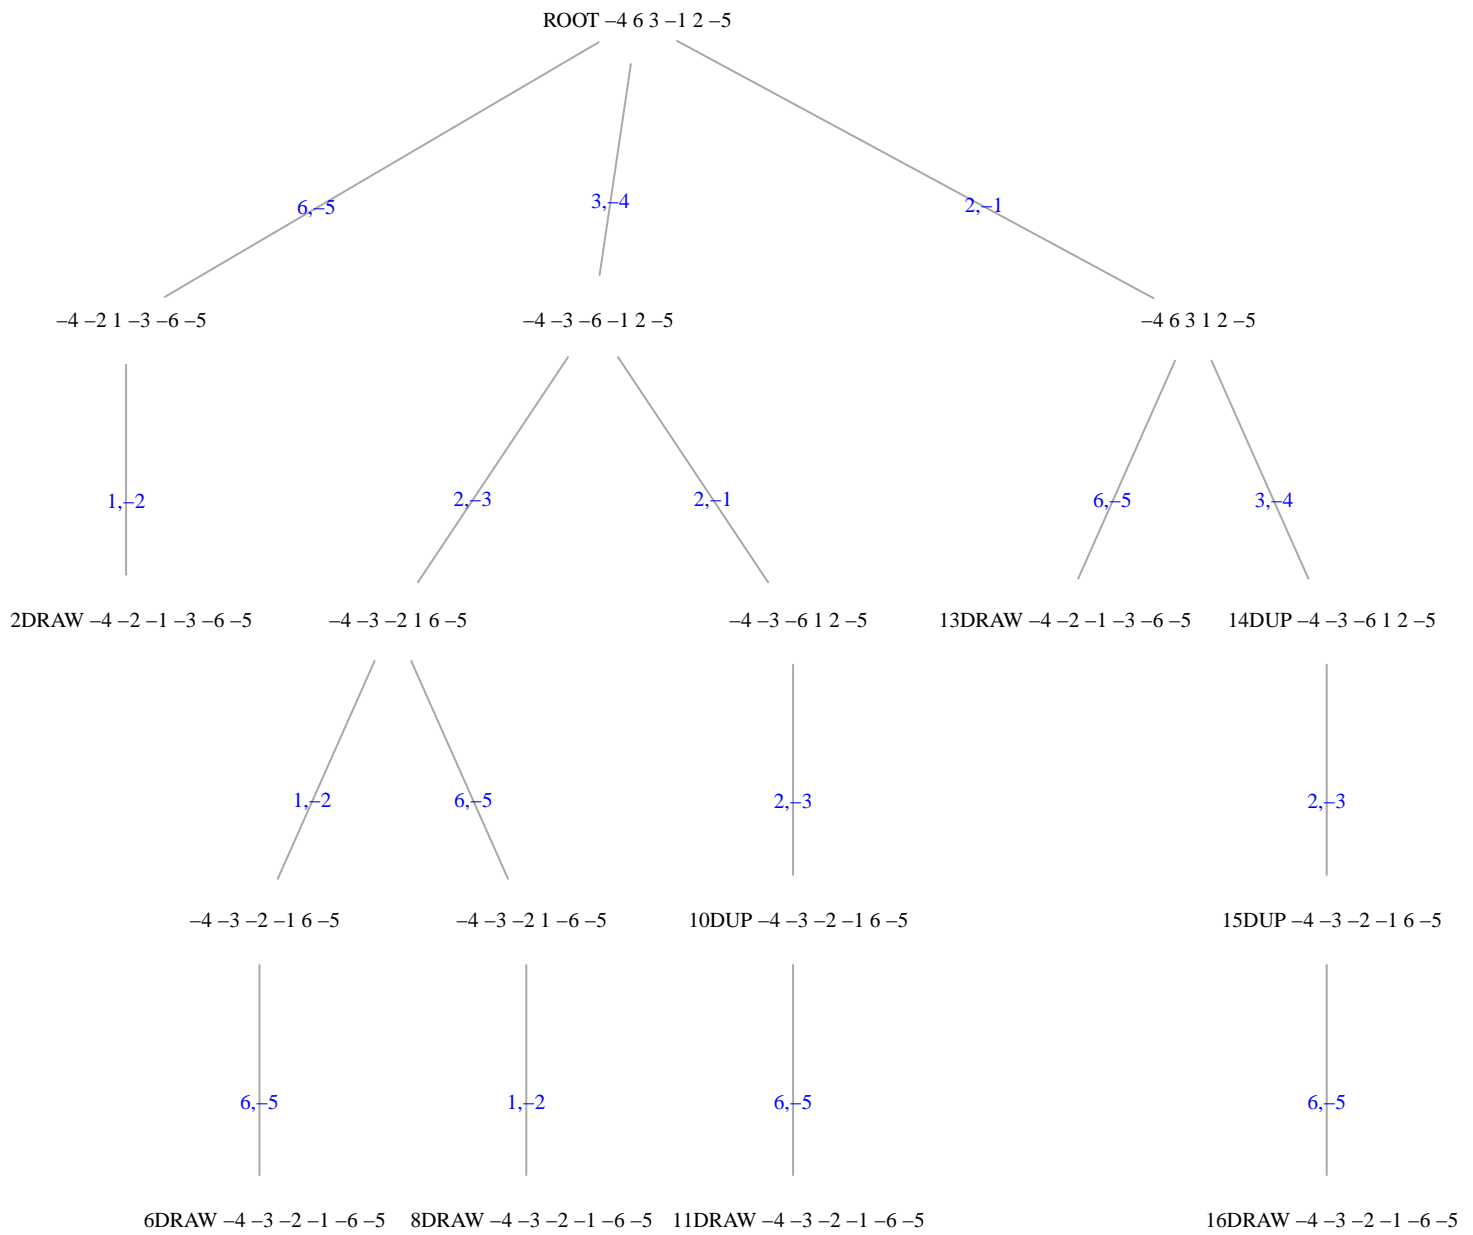 ROOT –4 6 3 –1 2 –5
6,–5
3,–4
2,–1
–4 –2 1 –3 –6 –5
–4 –3 –6 –1 2 –5
–4 6 3 1 2 –5
1,–2
2,–3
2,–1
6,–5
3,–4
2DRAW –4 –2 –1 –3 –6 –5
–4 –3 –2 1 6 –5
–4 –3 –6 1 2 –5
13DRAW –4 –2 –1 –3 –6 –5
14DUP –4 –3 –6 1 2 –5
1,–2
6,–5
2,–3
2,–3
–4 –3 –2 –1 6 –5
–4 –3 –2 1 –6 –5
10DUP –4 –3 –2 –1 6 –5
15DUP –4 –3 –2 –1 6 –5
6,–5
1,–2
6,–5
6,–5
6DRAW –4 –3 –2 –1 –6 –5
8DRAW –4 –3 –2 –1 –6 –5
11DRAW –4 –3 –2 –1 –6 –5
16DRAW –4 –3 –2 –1 –6 –5